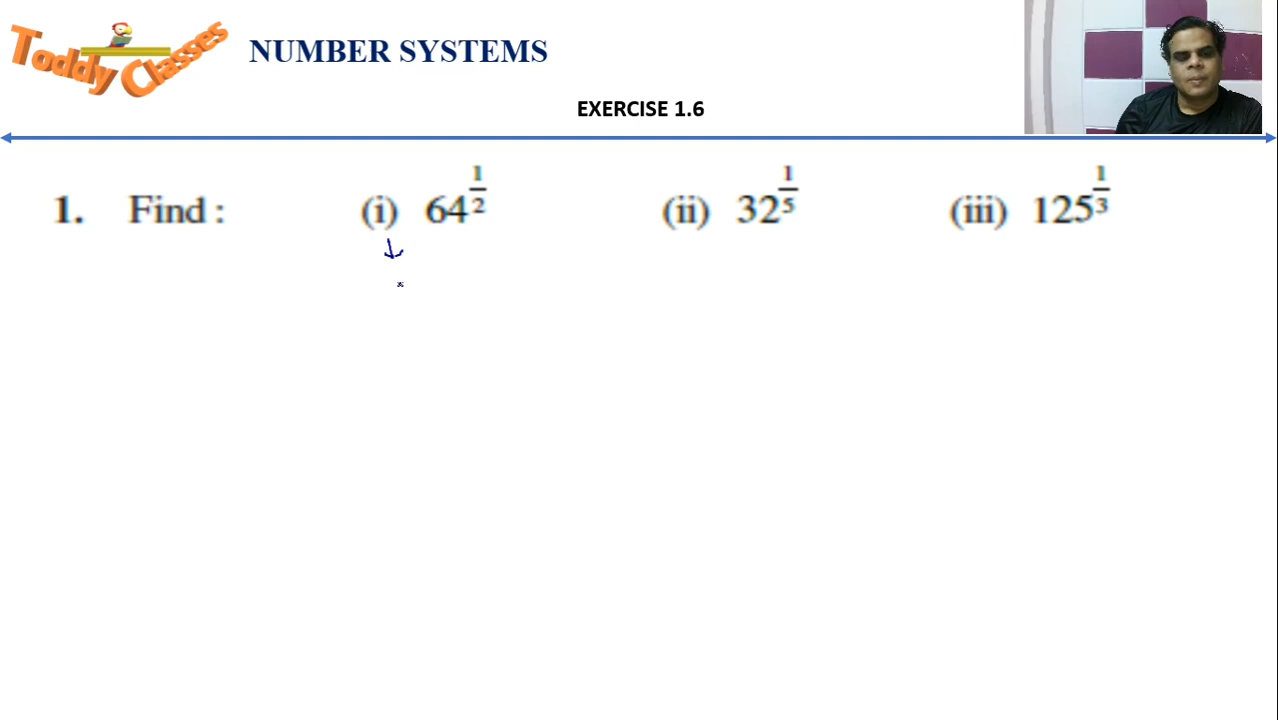 Toddy Classes
NUMBER SYSTEMS
EXERCISE 1.6
1. Find : (i) 64^{1/2} (ii) 32^{1/5} (iii) 125^{1/3}